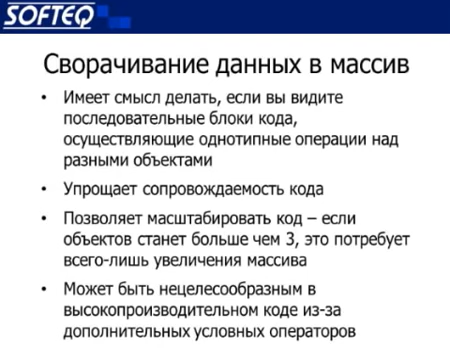 SOFTEQ
Сворачивание данных в массив
• Имеет смысл делать, если вы видите
последовательные блоки кода,
осуществляющие однотипные операции над
разными объектами
• Упрощает сопровождаемость кода
• Позволяет масштабировать код – если
объектов станет больше чем 3, это потребует
всего-лишь увеличения массива
• Может быть нецелесообразным в
высокопроизводительном коде из-за
дополнительных условных операторов